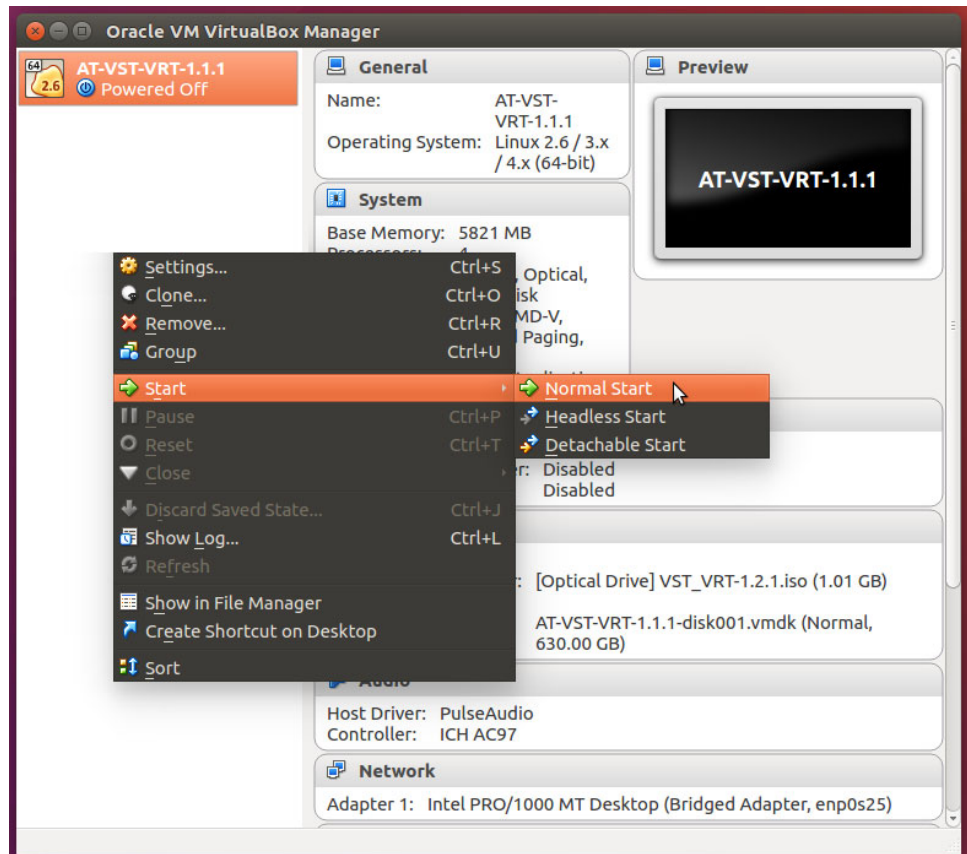 Oracle VM VirtualBox Manager
64
2.6
AT-VST-VRT-1.1.1
Powered Off
General
Name: AT-VST-
VRT-1.1.1
Operating System: Linux 2.6 / 3.x
/ 4.x (64-bit)
Preview
AT-VST-VRT-1.1.1
System
Base Memory: 5821 MB
, Optical,
isk
MD-V,
Paging,
Settings... Ctrl+S
Clone... Ctrl+O
Remove... Ctrl+R
Group Ctrl+U
Start
Pause Ctrl+P
Reset Ctrl+T
Close
Discard Saved State... Ctrl+J
Show Log... Ctrl+L
Refresh
Show in File Manager
Create Shortcut on Desktop
Sort
Normal Start
Headless Start
Detachable Start
r: Disabled
Disabled
: [Optical Drive] VST_VRT-1.2.1.iso (1.01 GB)
AT-VST-VRT-1.1.1-disk001.vmdk (Normal,
630.00 GB)
Audio
Host Driver: PulseAudio
Controller: ICH AC97
Network
Adapter 1: Intel PRO/1000 MT Desktop (Bridged Adapter, enp0s25)